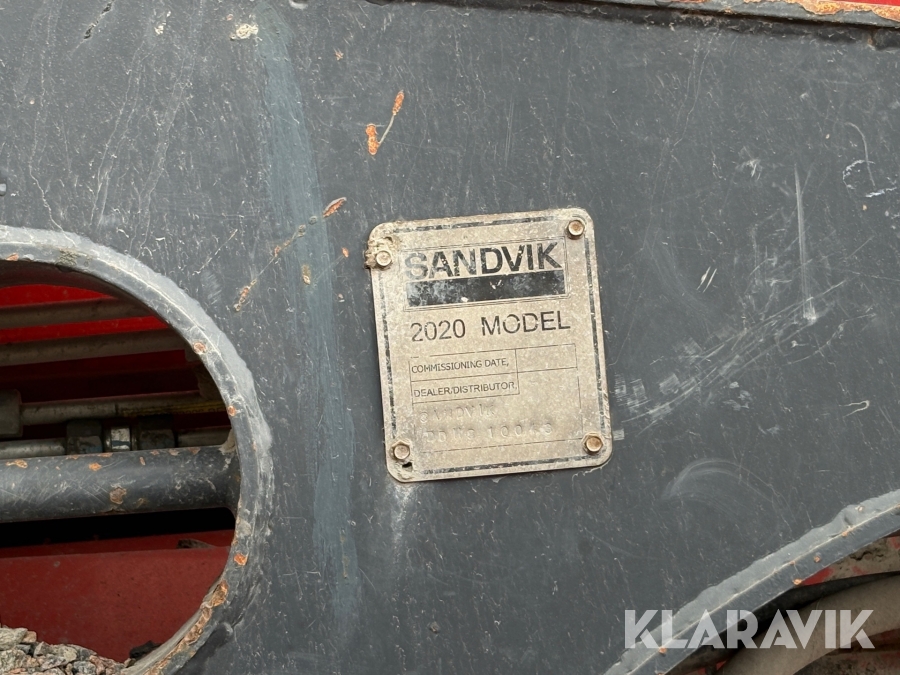 SANDVIK
2020 MODEL
COMMISSIONING DATE,
DEALER/DISTRIBUTOR,
KLARAVIK